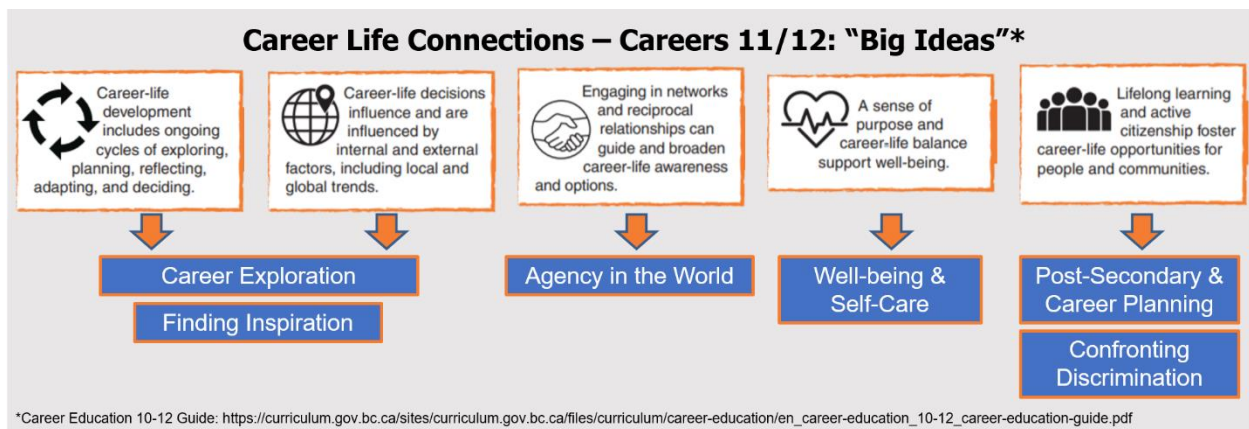 Career Life Connections – Careers 11/12: “Big Ideas”*
Career-life
development
includes ongoing
cycles of exploring,
planning, reflecting,
adapting, and deciding.
Career-life decisions
influence and are
influenced by
internal and external
factors, including local and
global trends.
Engaging in networks
and reciprocal
relationships can
guide and broaden
career-life awareness
and options.
A sense of
purpose and
career-life balance
support well-being.
Lifelong learning
and active
citizenship foster
career-life opportunities for
people and communities.
Career Exploration
Finding Inspiration
Agency in the World
Well-being &
Self-Care
Post-Secondary &
Career Planning
Confronting
Discrimination
*Career Education 10-12 Guide: https://curriculum.gov.bc.ca/sites/curriculum.gov.bc.ca/files/curriculum/career-education/en_career-education_10-12_career-education-guide.pdf